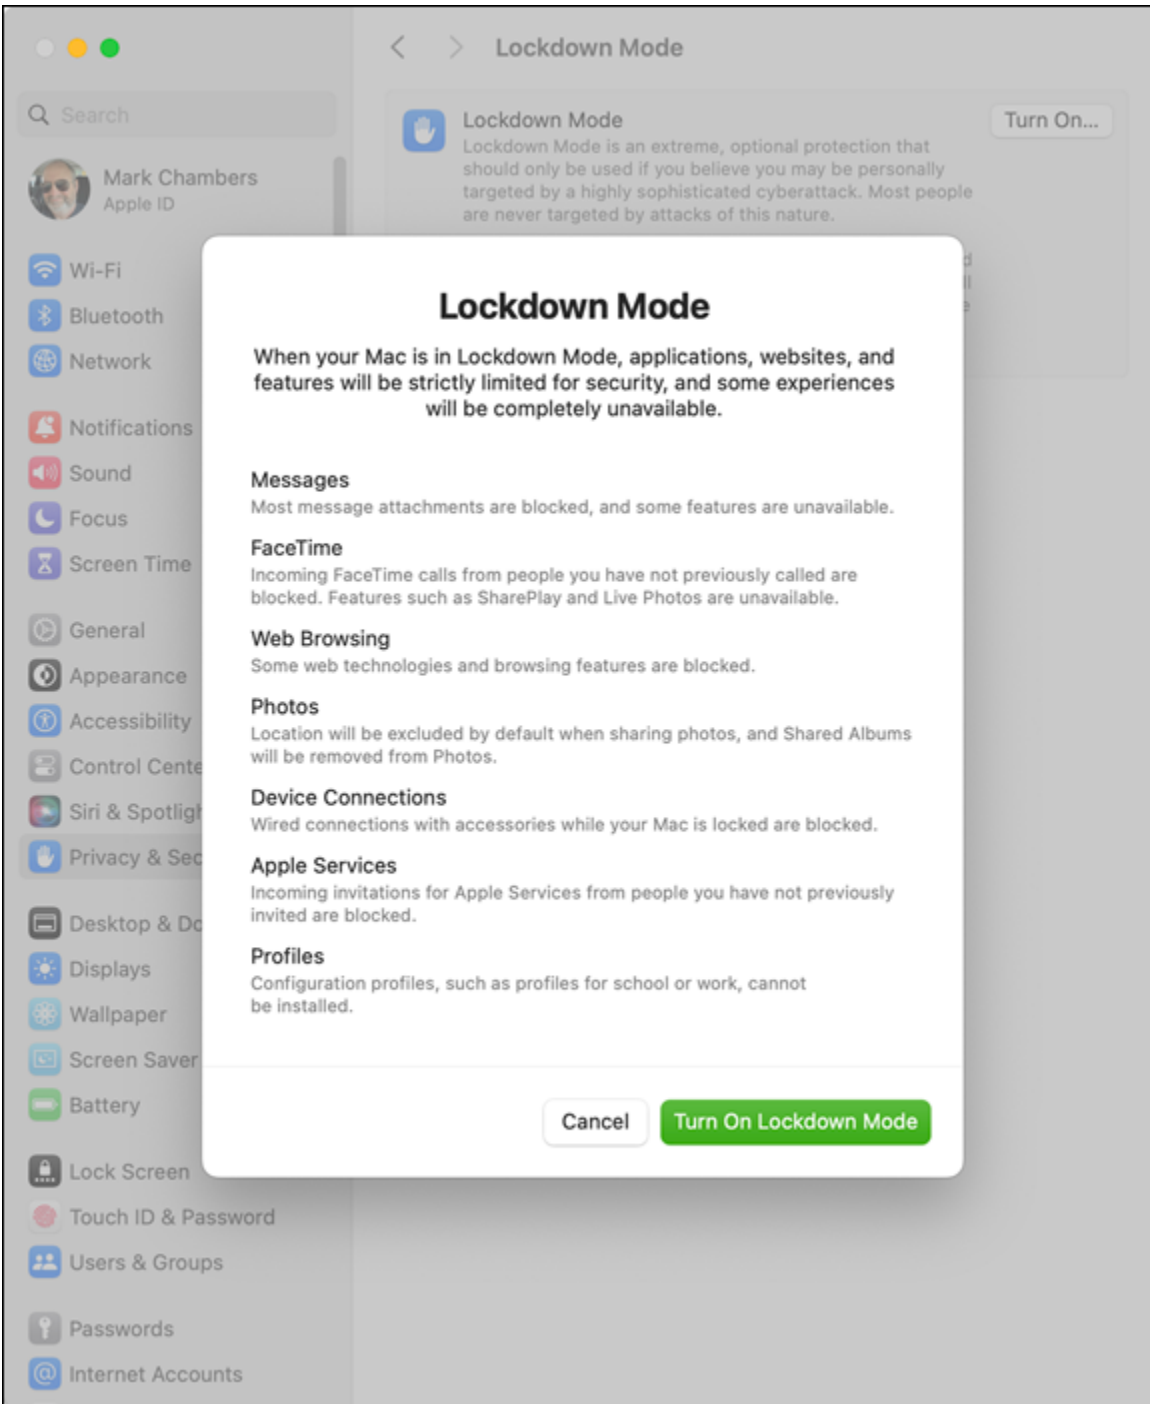 Lockdown Mode
Search
Mark Chambers
Apple ID
Wi-Fi
Bluetooth
Network
Notifications
Sound
Focus
Screen Time
General
Appearance
Accessibility
Control Cente
Siri & Spotligh
Privacy & Sec
Desktop & Do
Displays
Wallpaper
Screen Saver
Battery
Lock Screen
Touch ID & Password
Users & Groups
Passwords
Internet Accounts
Lockdown Mode
Turn On...
Lockdown Mode is an extreme, optional protection that
should only be used if you believe you may be personally
targeted by a highly sophisticated cyberattack. Most people
are never targeted by attacks of this nature.
Lockdown Mode
When your Mac is in Lockdown Mode, applications, websites, and
features will be strictly limited for security, and some experiences
will be completely unavailable.
Messages
Most message attachments are blocked, and some features are unavailable.
FaceTime
Incoming FaceTime calls from people you have not previously called are
blocked. Features such as SharePlay and Live Photos are unavailable.
Web Browsing
Some web technologies and browsing features are blocked.
Photos
Location will be excluded by default when sharing photos, and Shared Albums
will be removed from Photos.
Device Connections
Wired connections with accessories while your Mac is locked are blocked.
Apple Services
Incoming invitations for Apple Services from people you have not previously
invited are blocked.
Profiles
Configuration profiles, such as profiles for school or work, cannot
be installed.
Cancel
Turn On Lockdown Mode